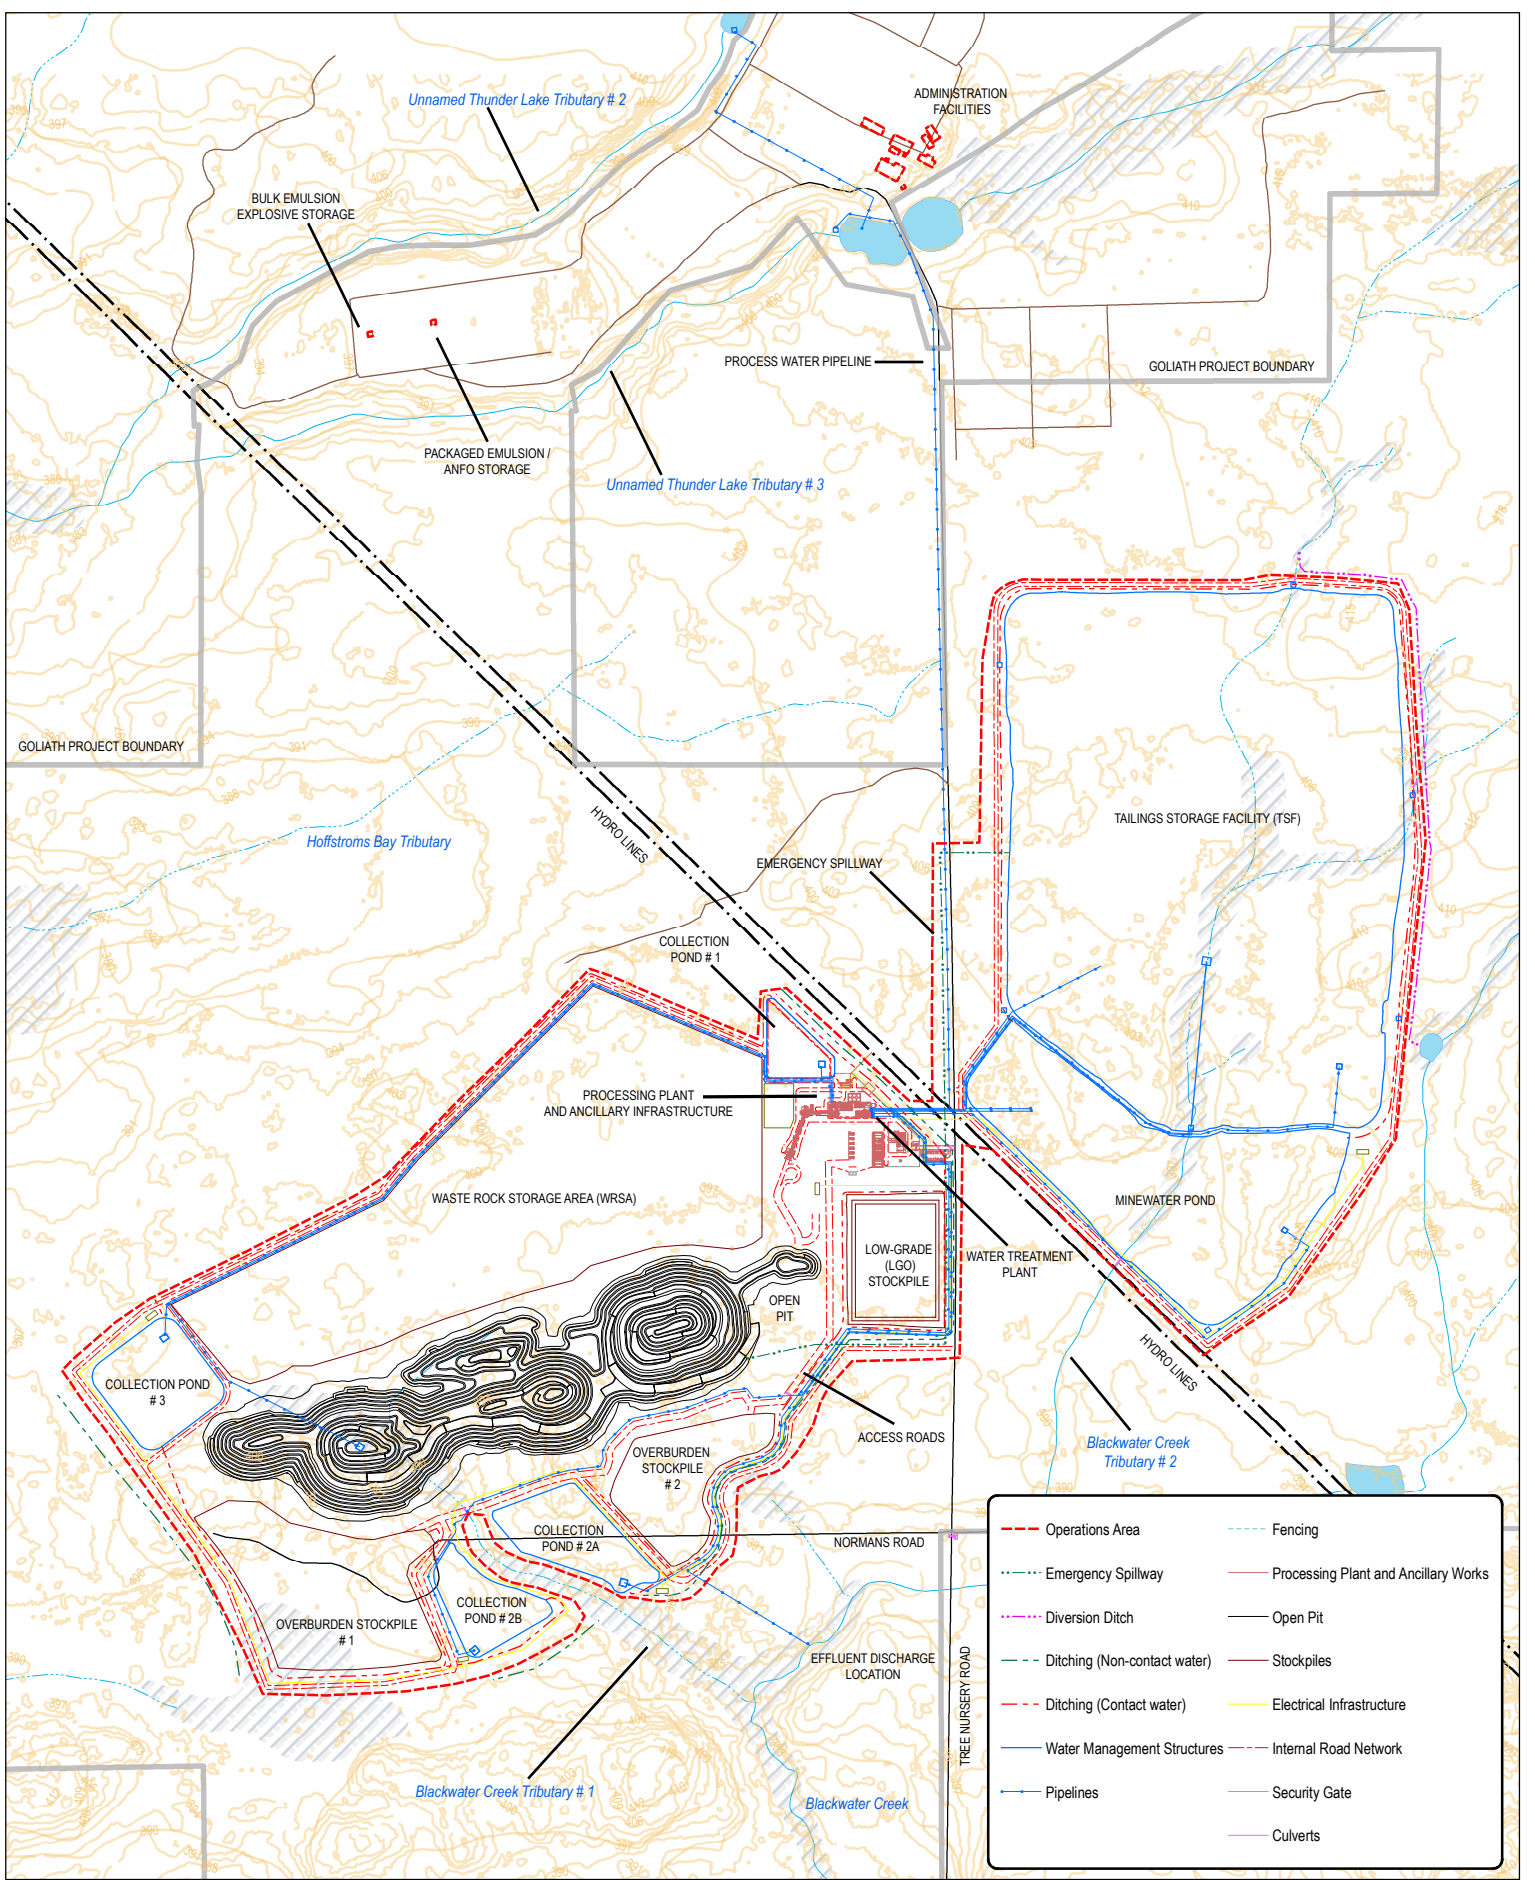 ADMINISTRATION
FACILITIES
Unnamed Thunder Lake Tributary # 2
BULK EMULSION
EXPLOSIVE STORAGE
PROCESS WATER PIPELINE
GOLIATH PROJECT BOUNDARY
PACKAGED EMULSION /
ANFO STORAGE
Unnamed Thunder Lake Tributary # 3
GOLIATH PROJECT BOUNDARY
HYDRO LINES
Hoffstroms Bay Tributary
TAILINGS STORAGE FACILITY (TSF)
EMERGENCY SPILLWAY
COLLECTION
POND # 1
PROCESSING PLANT
AND ANCILLARY INFRASTRUCTURE
WASTE ROCK STORAGE AREA (WRSA)
MINEWATER POND
LOW-GRADE
(LGO)
STOCKPILE
WATER TREATMENT
PLANT
OPEN
PIT
HYDRO LINES
COLLECTION POND
# 3
ACCESS ROADS
Blackwater Creek
Tributary # 2
OVERBURDEN
STOCKPILE
# 2
COLLECTION
POND # 2A
NORMANS ROAD
COLLECTION
POND # 2B
OVERBURDEN STOCKPILE
# 1
EFFLUENT DISCHARGE
LOCATION
TREE NURSERY ROAD
Blackwater Creek Tributary # 1
Blackwater Creek
Operations Area
Emergency Spillway
Diversion Ditch
Ditching (Non-contact water)
Ditching (Contact water)
Water Management Structures
Pipelines
Fencing
Processing Plant and Ancillary Works
Open Pit
Stockpiles
Electrical Infrastructure
Internal Road Network
Security Gate
Culverts